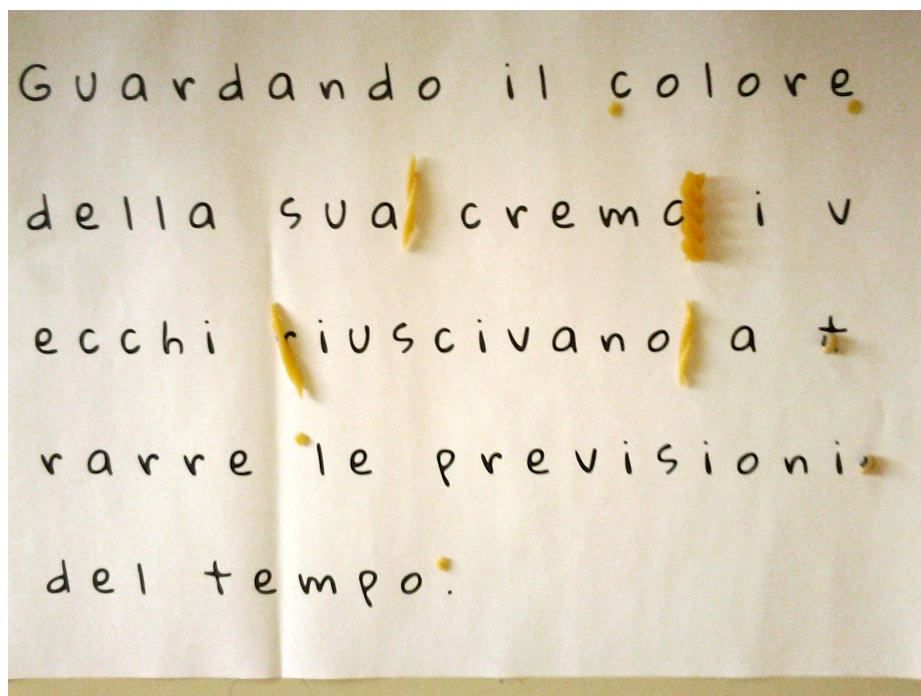 Guardando il colore
della sua crema i v
ecchi riuscivano a t
rarre le previsioni
del tempo.